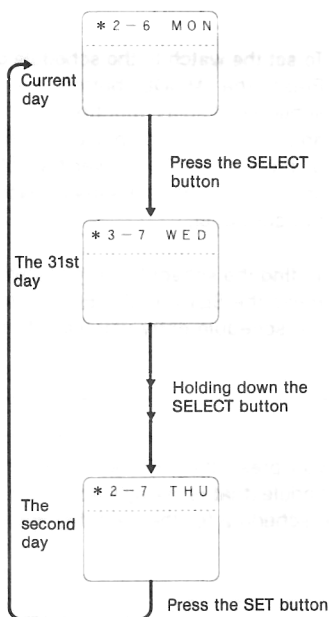 * 2 – 6 MON
Current
day
Press the SELECT
button
* 3 – 7 WED
The 31st
day
Holding down the
SELECT button
* 2 – 7 THU
The
second
day
Press the SET button